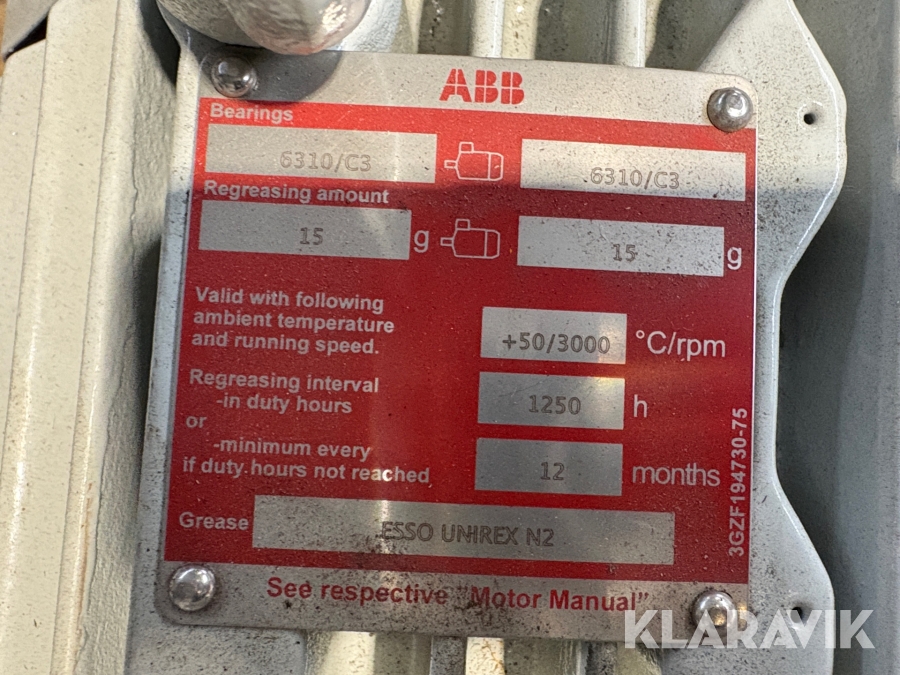 ABB
Bearings
6310/C3 6310/C3
Regreasing amount
15 g 15 g
Valid with following
ambient temperature
and running speed.
+50/3000 °C/rpm
Regreasing interval
-in duty hours
1250 h
or
-minimum every
if duty hours not reached
12 months
Grease ESSO UNIREX N2
See respective "Motor Manual"
3GZF194730-75
KLARAVIK